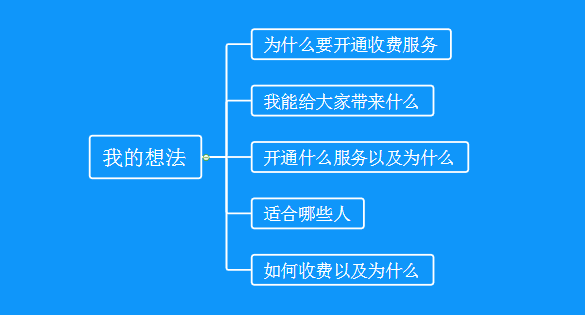 为什么要开通收费服务
我能给大家带来什么
我的想法
开通什么服务以及为什么
适合哪些人
如何收费以及为什么